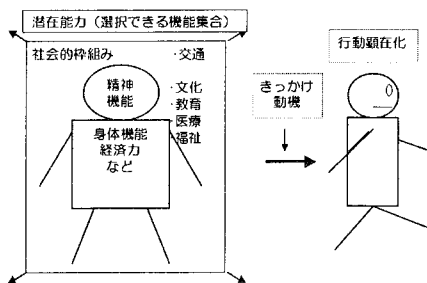 潜在能力（選択できる機能集合）
社会的枠組み
・交通
・文化
・教育
・医療
・福祉
精神
機能
身体機能
経済力
など
きっかけ
動機
行動顕在化